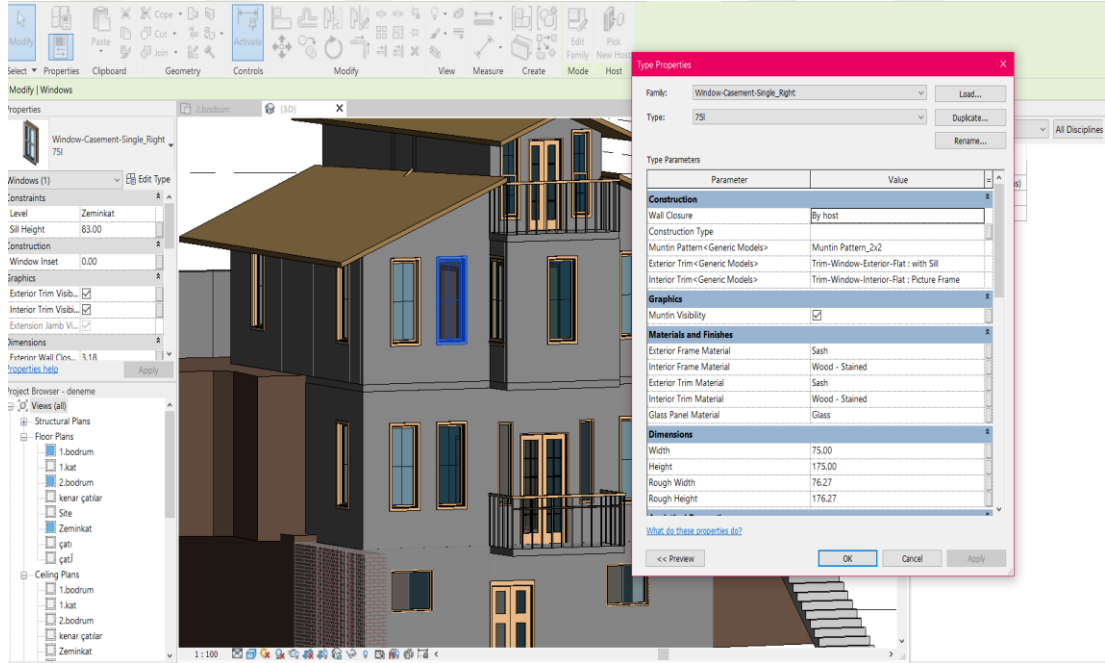 Modify
Paste
Cope
Cut
Join
Activate
Edit Family
Pick New Host
Select
Properties
Clipboard
Geometry
Controls
Modify
View
Measure
Create
Mode
Host
Modify | Windows
Properties
2.bodrum
{3D}
X
Window-Casement-Single_Right
75I
Windows (1)
Edit Type
Constraints
Level Zeminkat
Sill Height 83.00
Construction
Window Inset 0.00
Graphics
Exterior Trim Visib...
Interior Trim Visibi...
Extension Jamb Vi...
Dimensions
Exterior Wall Clos... 3.18
Properties help
Apply
Project Browser - deneme
Views (all)
Structural Plans
Floor Plans
1.bodrum
1.kat
2.bodrum
kenar çatılar
Site
Zeminkat
çatı
Ceiling Plans
1.bodrum
1.kat
2.bodrum
kenar çatılar
Zeminkat
1 : 100
Type Properties
X
Family: Window-Casement-Single_Right
Load...
Type: 75I
Duplicate...
Rename...
Type Parameters
Parameter Value =
Construction
Wall Closure By host
Construction Type
Muntin Pattern<Generic Models> Muntin Pattern_2x2
Exterior Trim<Generic Models> Trim-Window-Exterior-Flat : with Sill
Interior Trim<Generic Models> Trim-Window-Interior-Flat : Picture Frame
Graphics
Muntin Visibility
Materials and Finishes
Exterior Frame Material Sash
Interior Frame Material Wood - Stained
Exterior Trim Material Sash
Interior Trim Material Wood - Stained
Glass Panel Material Glass
Dimensions
Width 75.00
Height 175.00
Rough Width 76.27
Rough Height 176.27
What do these properties do?
<< Preview
OK
Cancel
Apply
All Disciplines